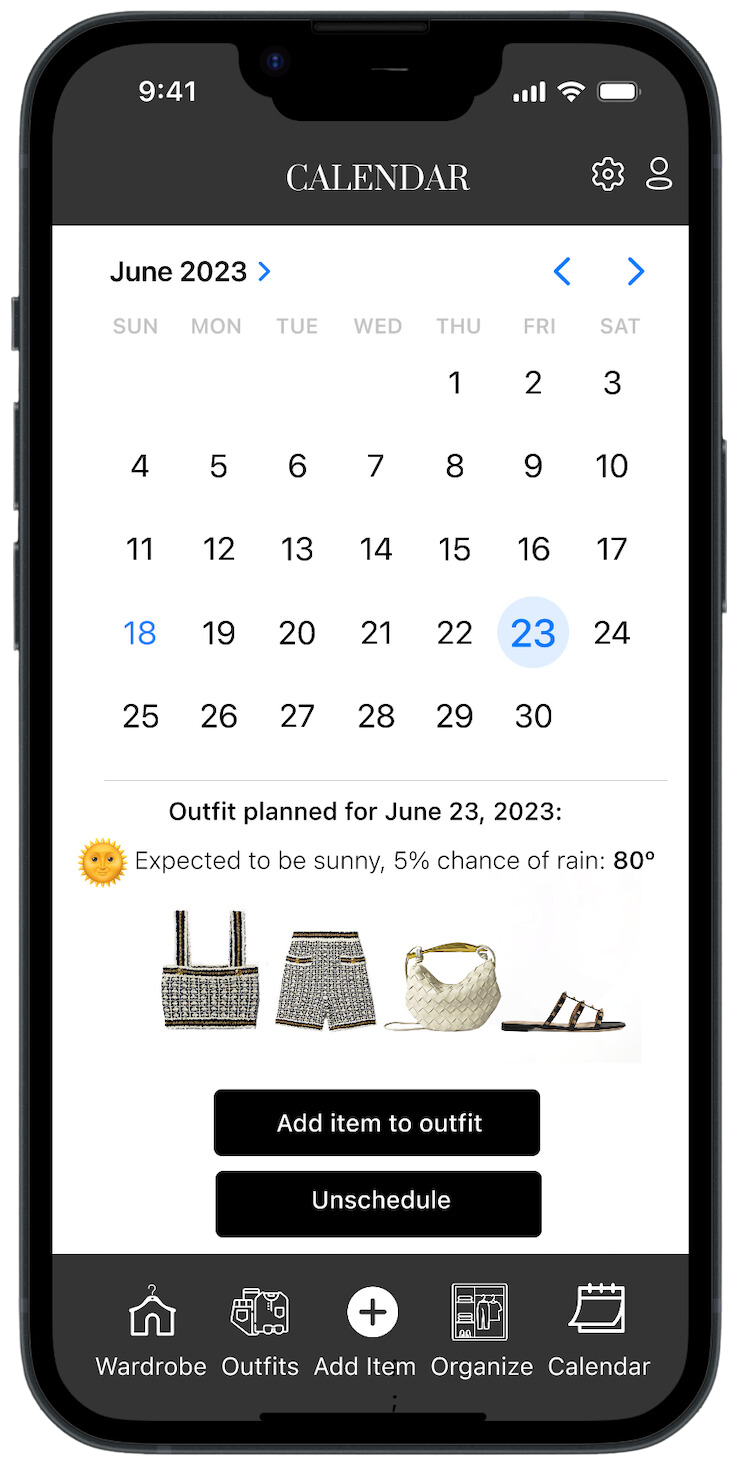 9:41
CALENDAR
June 2023
SUN MON TUE WED THU FRI SAT
1 2 3
4 5 6 7 8 9 10
11 12 13 14 15 16 17
18 19 20 21 22 23 24
25 26 27 28 29 30
Outfit planned for June 23, 2023:
Expected to be sunny, 5% chance of rain: 80°
Add item to outfit
Unschedule
Wardrobe Outfits Add Item Organize Calendar
i